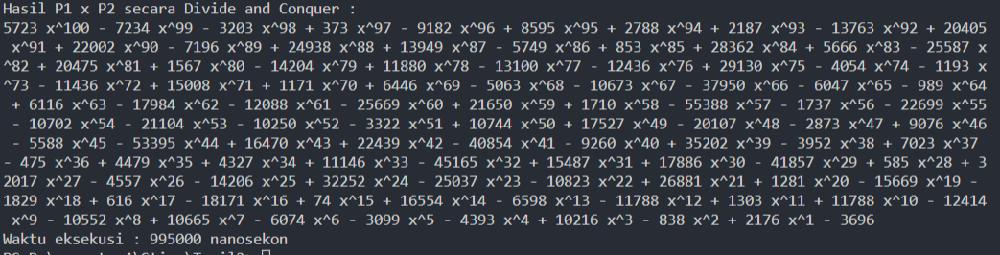 Hasil P1 x P2 secara Divide and Conquer :
5723 x^100 - 7234 x^99 - 3203 x^98 + 373 x^97 - 9182 x^96 + 8595 x^95 + 2788 x^94 + 2187 x^93 - 13763 x^92 + 20405
x^91 + 22002 x^90 - 7196 x^89 + 24938 x^88 + 13949 x^87 - 5749 x^86 + 853 x^85 + 28362 x^84 + 5666 x^83 - 25587 x
^82 + 20475 x^81 + 1567 x^80 - 14204 x^79 + 11880 x^78 - 13100 x^77 - 12436 x^76 + 29130 x^75 - 4054 x^74 - 1193 x
^73 - 11436 x^72 + 15008 x^71 + 1171 x^70 + 6446 x^69 - 5063 x^68 - 10673 x^67 - 37950 x^66 - 6047 x^65 - 989 x^64
+ 6116 x^63 - 17984 x^62 - 12088 x^61 - 25669 x^60 + 21650 x^59 + 1710 x^58 - 55388 x^57 - 1737 x^56 - 22699 x^55
- 10702 x^54 - 21104 x^53 - 10250 x^52 - 3322 x^51 + 10744 x^50 + 17527 x^49 - 20107 x^48 - 2873 x^47 + 9076 x^46
- 5588 x^45 - 53395 x^44 + 16470 x^43 + 22439 x^42 - 40854 x^41 - 9260 x^40 + 35202 x^39 - 3952 x^38 + 7023 x^37
- 475 x^36 + 4479 x^35 + 4327 x^34 + 11146 x^33 - 45165 x^32 + 15487 x^31 + 17886 x^30 - 41857 x^29 + 585 x^28 + 3
2017 x^27 - 4557 x^26 - 14206 x^25 + 32252 x^24 - 25037 x^23 - 10823 x^22 + 26881 x^21 + 1281 x^20 - 15669 x^19 -
1829 x^18 + 616 x^17 - 18171 x^16 + 74 x^15 + 16554 x^14 - 6598 x^13 - 11788 x^12 + 1303 x^11 + 11788 x^10 - 12414
x^9 - 10552 x^8 + 10665 x^7 - 6074 x^6 - 3099 x^5 - 4393 x^4 + 10216 x^3 - 838 x^2 + 2176 x^1 - 3696
Waktu eksekusi : 995000 nanosekon